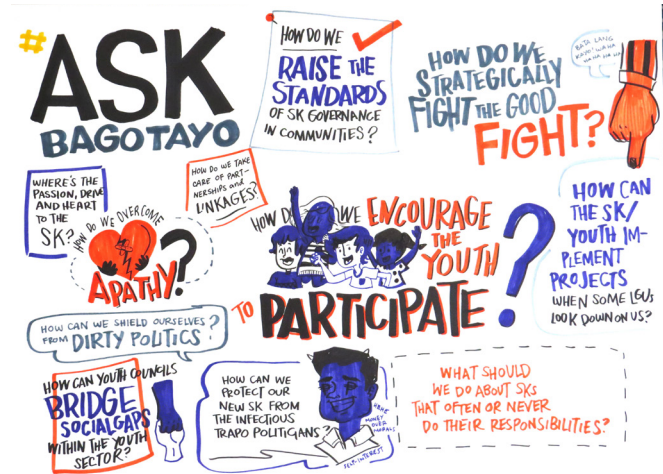 #ASK
BAGOTAYO
HOW DO WE
RAISE THE
STANDARDS
OF SK GOVERNANCE
IN COMMUNITIES?
HOW DO WE
STRATEGICALLY
FIGHT THE GOOD
FIGHT?
BATA LANG
KAYO! WAHA
HAHAHAHA
WHERE'S THE
PASSION, DRIVE
AND HEART
TO THE
SK?
HOW DO WE TAKE
CARE OF PART-
NERSHIPS and
LINKAGES?
HOW DO WE OVERCOME
APATHY?
HOW DO WE ENCOURAGE
THE
YOUTH
TO PARTICIPATE?
HOW CAN
THE SK/
YOUTH IM-
PLEMENT
PROJECTS
WHEN SOME LGUs
LOOK DOWN ON US?
HOW CAN WE SHIELD OURSELVES
FROM DIRTY POLITICS?
HOW CAN YOUTH COUNCILS
BRIDGE
SOCIAL GAPS
WITHIN THE YOUTH
SECTOR?
HOW CAN WE
PROTECT OUR
NEW SK FROM
THE INFECTIOUS
TRAPO POLITICIANS?
MONEY
OVER
MORALS
SELF-INTEREST
WHAT SHOULD
WE DO ABOUT SKs
THAT OFTEN OR NEVER
DO THEIR RESPONSIBILITIES?